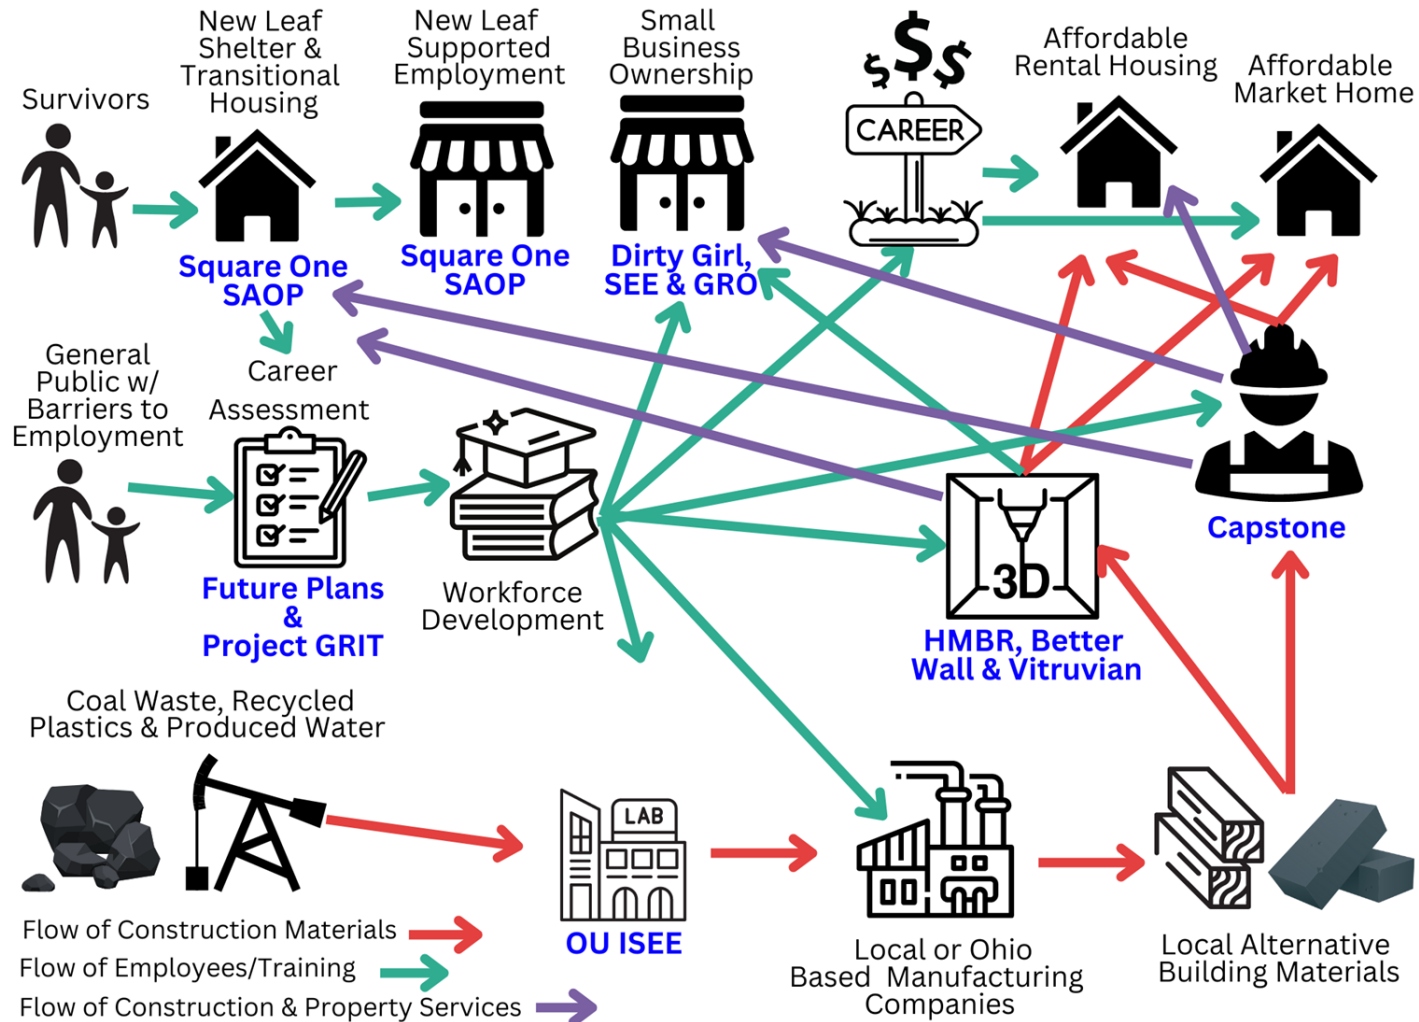 Survivors
New Leaf
Shelter &
Transitional
Housing
Square One
SAOP
New Leaf
Supported
Employment
Square One
SAOP
Small
Business
Ownership
Dirty Girl,
SEE & GRO
$$$
CAREER
Affordable
Rental Housing
Affordable
Market Home
General
Public w/
Barriers to
Employment
Career
Assessment
Future Plans
&
Project GRIT
Workforce
Development
3D
HMBR, Better
Wall & Vitruvian
Capstone
Coal Waste, Recycled
Plastics & Produced Water
LAB
OU ISEE
Local or Ohio
Based Manufacturing
Companies
Local Alternative
Building Materials
Flow of Construction Materials
Flow of Employees/Training
Flow of Construction & Property Services